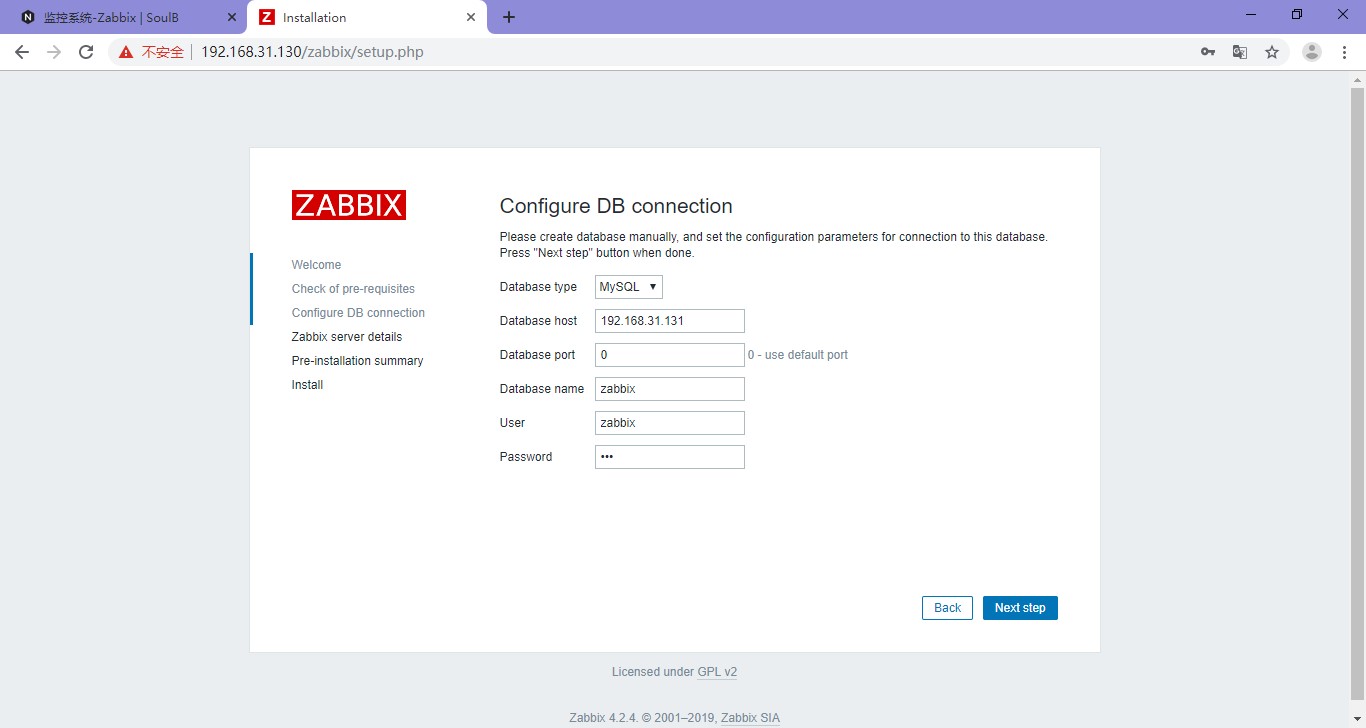 监控系统-Zabbix | SoulB
Z Installation
不安全 192.168.31.130/zabbix/setup.php
ZABBIX
Welcome
Check of pre-requisites
Configure DB connection
Zabbix server details
Pre-installation summary
Install
Configure DB connection
Please create database manually, and set the configuration parameters for connection to this database.
Press "Next step" button when done.
Database type MySQL
Database host 192.168.31.131
Database port 0 0 - use default port
Database name zabbix
User zabbix
Password •••
Back Next step
Licensed under GPL v2
Zabbix 4.2.4. © 2001–2019, Zabbix SIA